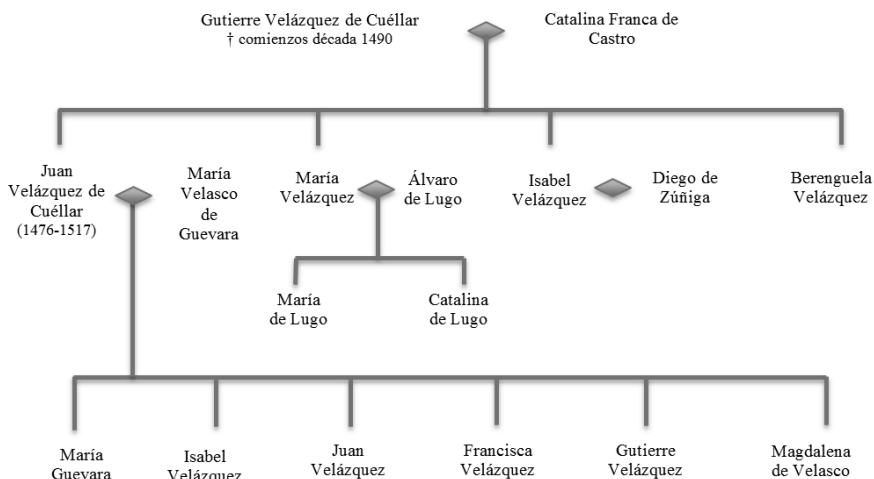 Gutierre Velázquez de Cuéllar
† comienzos década 1490
Catalina Franca de
Castro
Juan
Velázquez de
Cuéllar
(1476-1517)
María
Velasco
de
Guevara
María
Velázquez
Álvaro
de Lugo
Isabel
Velázquez
Diego de
Zúñiga
Berenguela
Velázquez
María
de Lugo
Catalina
de Lugo
María
Guevara
Isabel
Velázquez
Juan
Velázquez
Francisca
Velázquez
Gutierre
Velázquez
Magdalena
de Velasco